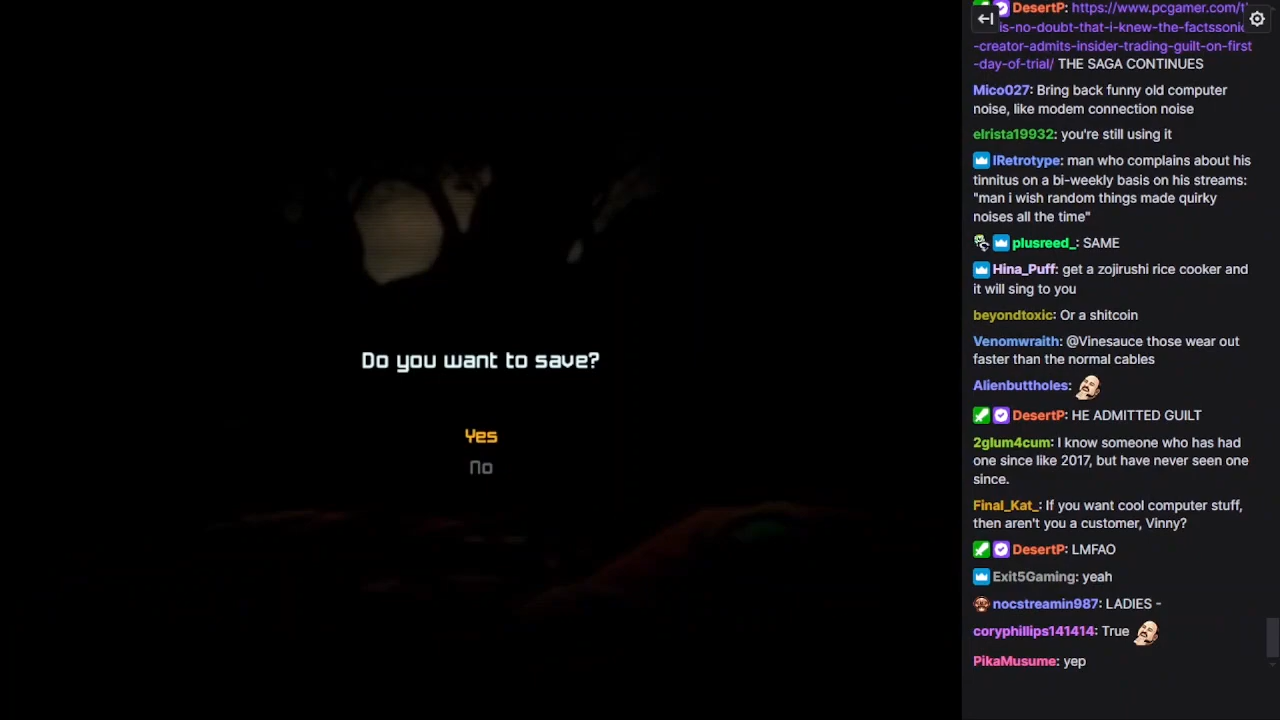 Do you want to save?
Yes
No
DesertP: https://www.pcgamer.com/t
is-no-doubt-that-i-knew-the-factssoni
-creator-admits-insider-trading-guilt-on-first
-day-of-trial/ THE SAGA CONTINUES
Mico027: Bring back funny old computer
noise, like modem connection noise
elrista19932: you're still using it
IRetrotype: man who complains about his
tinnitus on a bi-weekly basis on his streams:
"man i wish random things made quirky
noises all the time"
plusreed_: SAME
Hina_Puff: get a zojirushi rice cooker and
it will sing to you
beyondtoxic: Or a shitcoin
Venomwraith: @Vinesauce those wear out
faster than the normal cables
Alienbuttholes:
DesertP: HE ADMITTED GUILT
2glum4cum: I know someone who has had
one since like 2017, but have never seen one
since.
Final_Kat_: If you want cool computer stuff,
then aren't you a customer, Vinny?
DesertP: LMFAO
Exit5Gaming: yeah
nocstreamin987: LADIES -
coryphillips141414: True
PikaMusume: yep